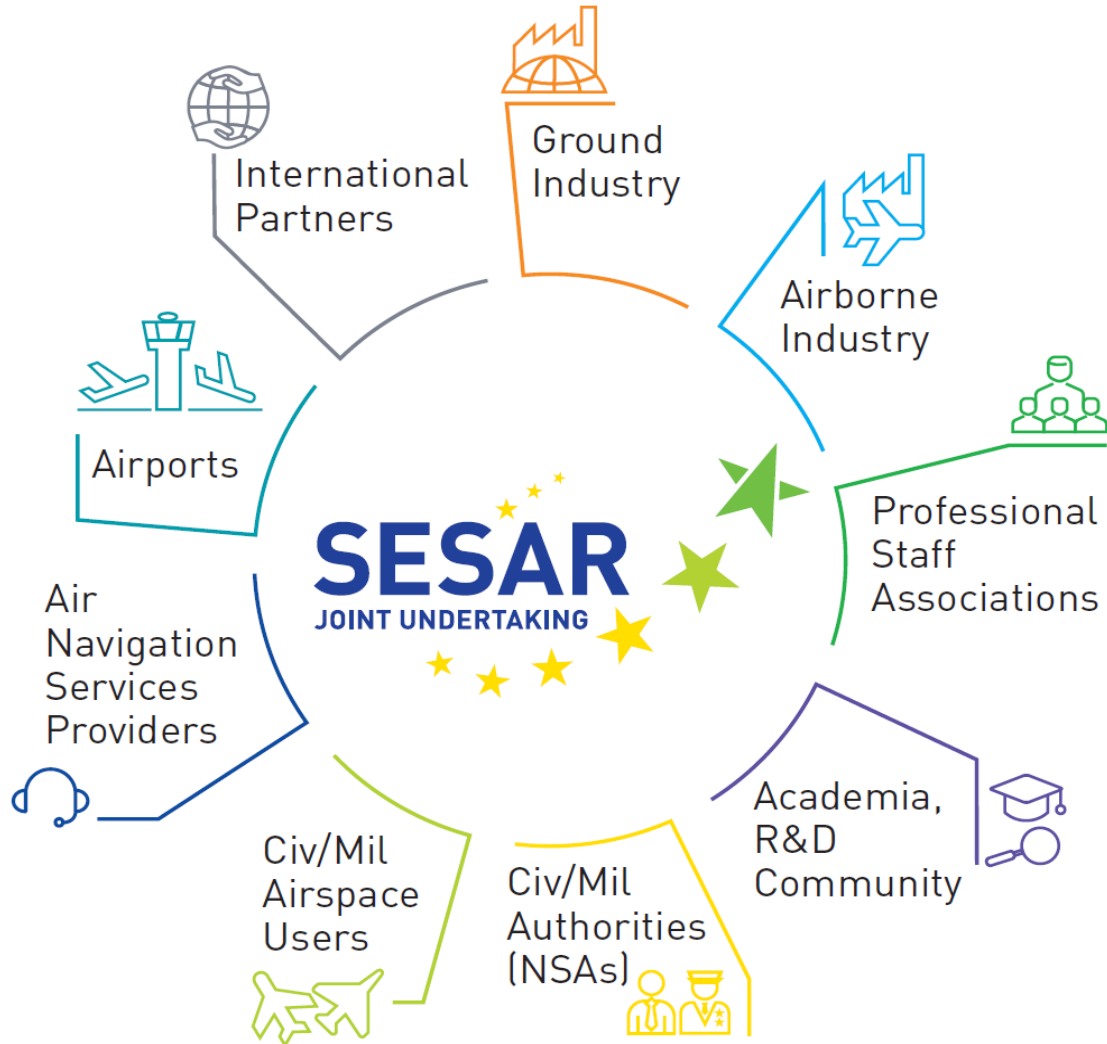 Ground
Industry
International
Partners
Airborne
Industry
Airports
Professional
Staff
Associations
SESAR
JOINT UNDERTAKING
Air
Navigation
Services
Providers
Academia,
R&D
Community
Civ/Mil
Airspace
Users
Civ/Mil
Authorities
(NSAs)